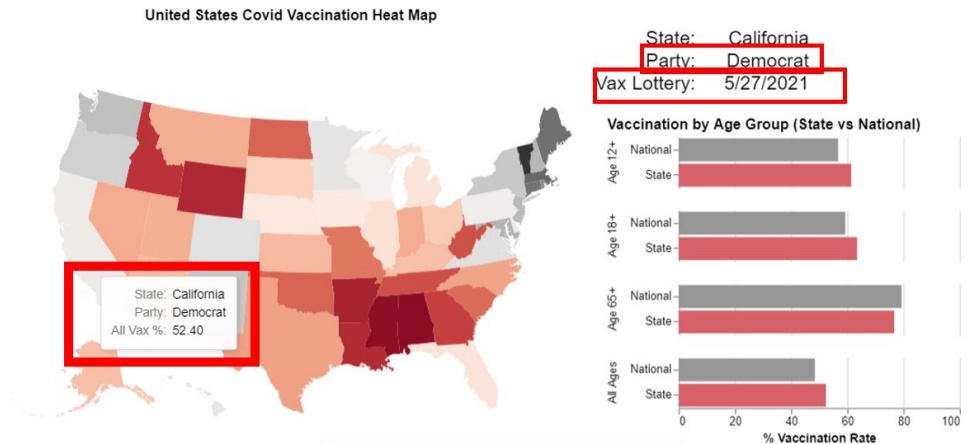 United States Covid Vaccination Heat Map
State: California
Party: Democrat
Vax Lottery: 5/27/2021
State: California
Party: Democrat
All Vax %: 52.40
Vaccination by Age Group (State vs National)
Age 12+
National
State
Age 18+
National
State
Age 65+
National
State
All Ages
National
State
0 20 40 60 80 100
% Vaccination Rate